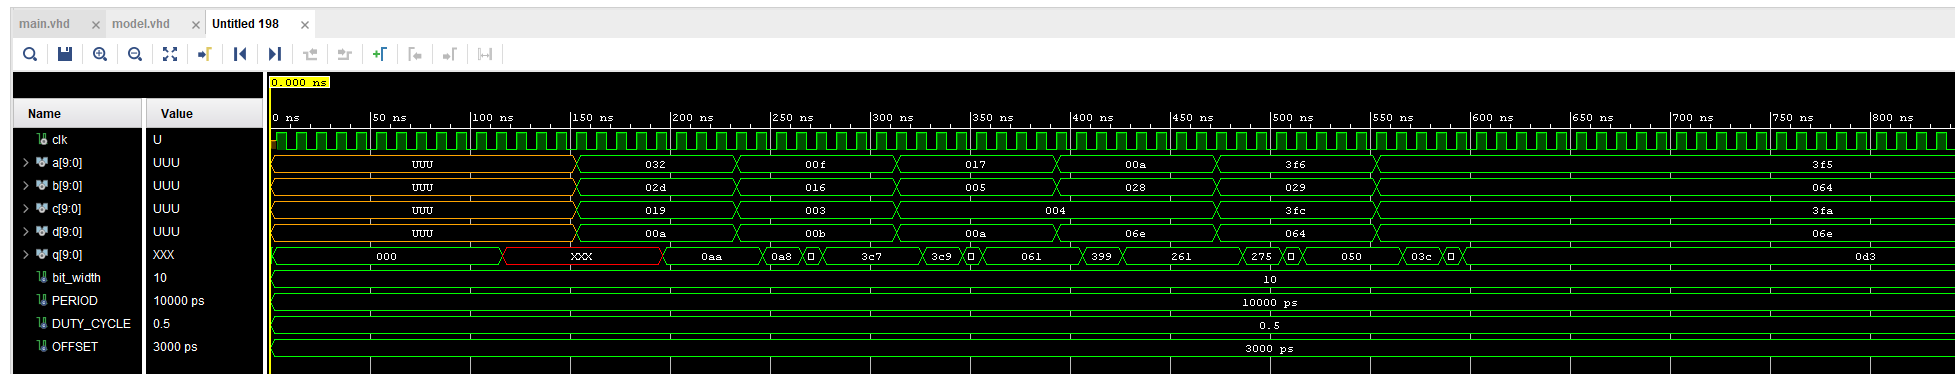 main.vhd × model.vhd × Untitled 198 ×
0.000 ns
Name Value
0 ns 50 ns 100 ns 150 ns 200 ns 250 ns 300 ns 350 ns 400 ns 450 ns 500 ns 550 ns 600 ns 650 ns 700 ns 750 ns 800 ns
clk U
a[9:0] UUU UUU 032 00f 017 00a 3f6 3f5
b[9:0] UUU UUU 02d 016 005 028 029 064
c[9:0] UUU UUU 019 003 004 3fc 3fa
d[9:0] UUU UUU 00a 00b 00a 06e 064 06e
q[9:0] XXX 000 XXX 0aa 0a8 3c7 3c9 061 399 261 275 050 03c 0d3
bit_width 10 10
PERIOD 10000 ps 10000 ps
DUTY_CYCLE 0.5 0.5
OFFSET 3000 ps 3000 ps